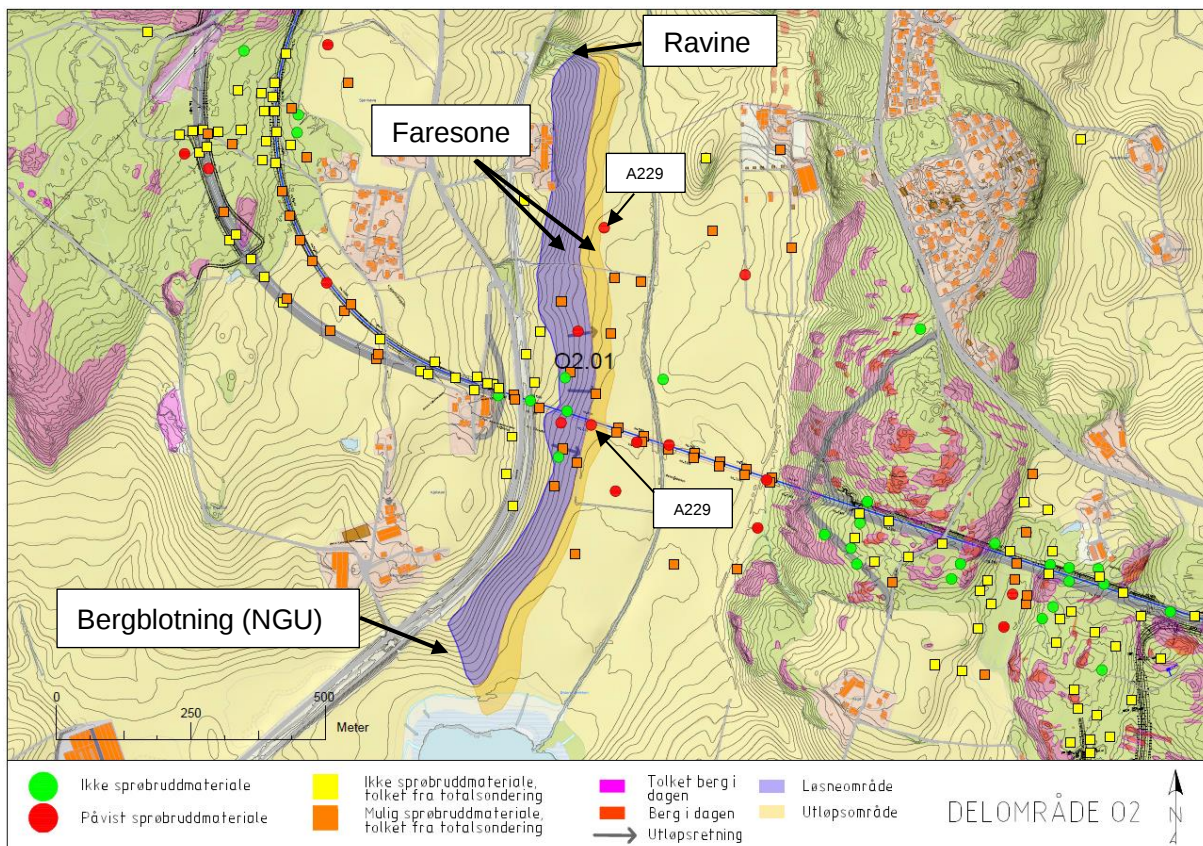 Ravine
Faresone
A229
O2.01
A229
Bergblotning (NGU)
0
500
250
Meter
Ikke sprøbruddmateriale
Påvist sprøbruddmateriale
Ikke sprøbruddmateriale,
tolket fra totalsondering
Mulig sprøbruddmateriale,
tolket fra totalsondering
Tolket berg i
dagen
Berg i dagen
Utløpsretning
Løsneområde
Utløpsområde
DELOMRÅDE 02
N